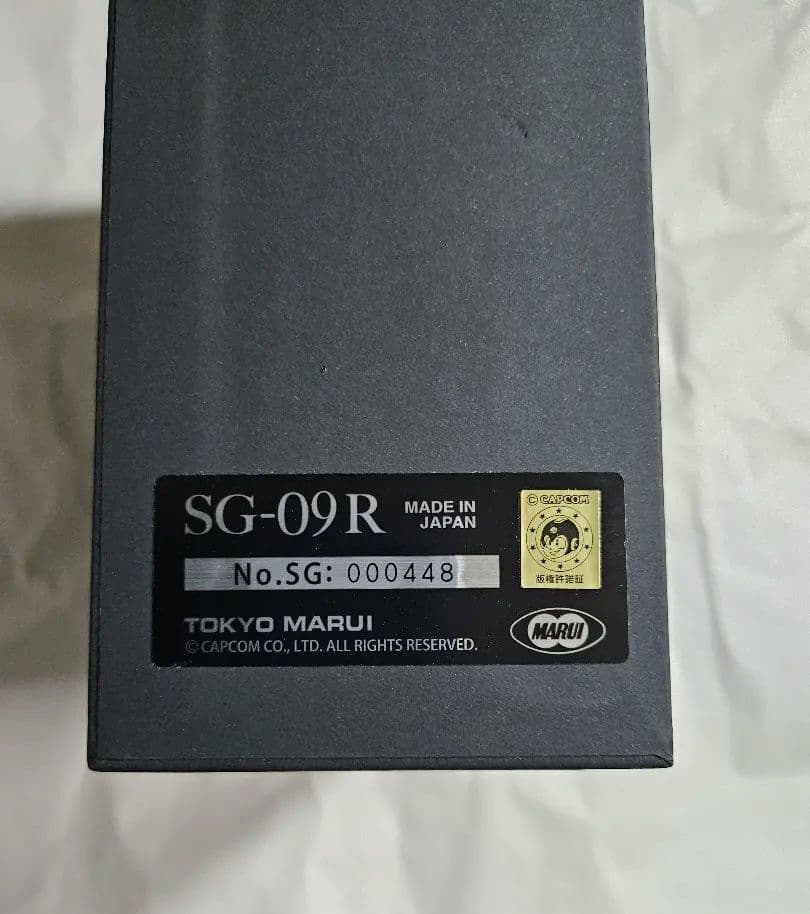 SG-09 R
MADE IN
JAPAN
© CAPCOM
版権許諾証
No.SG: 000448
TOKYO MARUI
© CAPCOM CO., LTD. ALL RIGHTS RESERVED.
MARUI